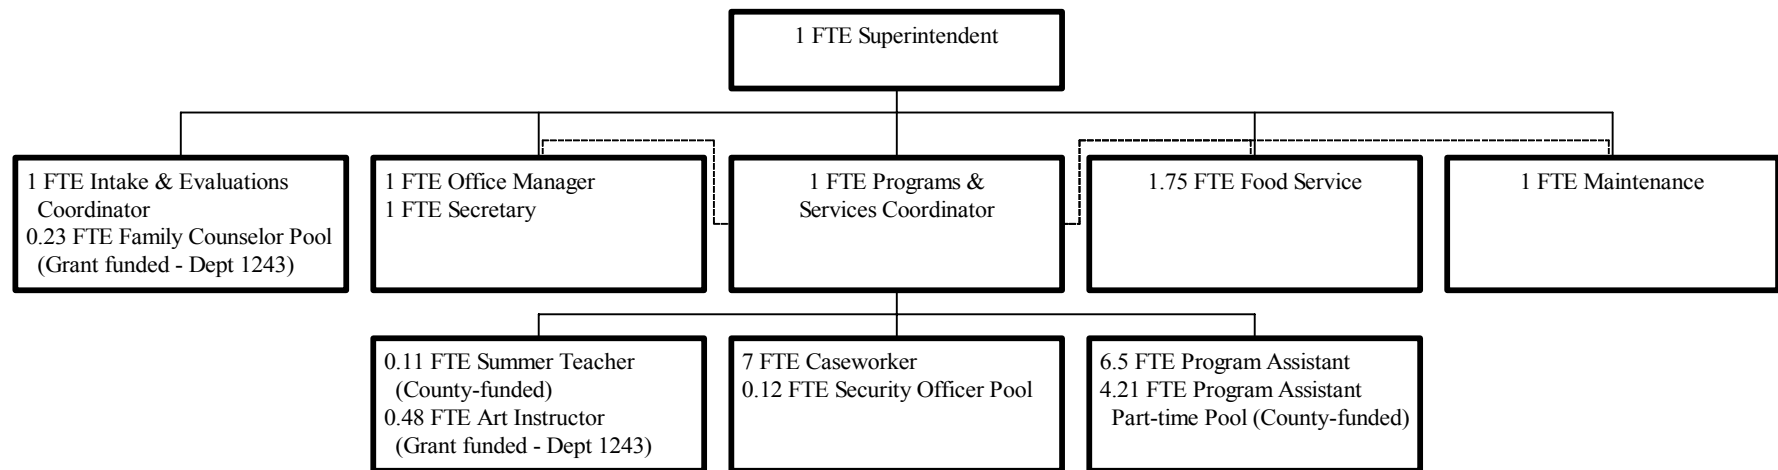 1 FTE Superintendent
1 FTE Intake & Evaluations
Coordinator
0.23 FTE Family Counselor Pool
(Grant funded - Dept 1243)
1 FTE Office Manager
1 FTE Secretary
1 FTE Programs &
Services Coordinator
1.75 FTE Food Service
1 FTE Maintenance
0.11 FTE Summer Teacher
(County-funded)
0.48 FTE Art Instructor
(Grant funded - Dept 1243)
7 FTE Caseworker
0.12 FTE Security Officer Pool
6.5 FTE Program Assistant
4.21 FTE Program Assistant
Part-time Pool (County-funded)